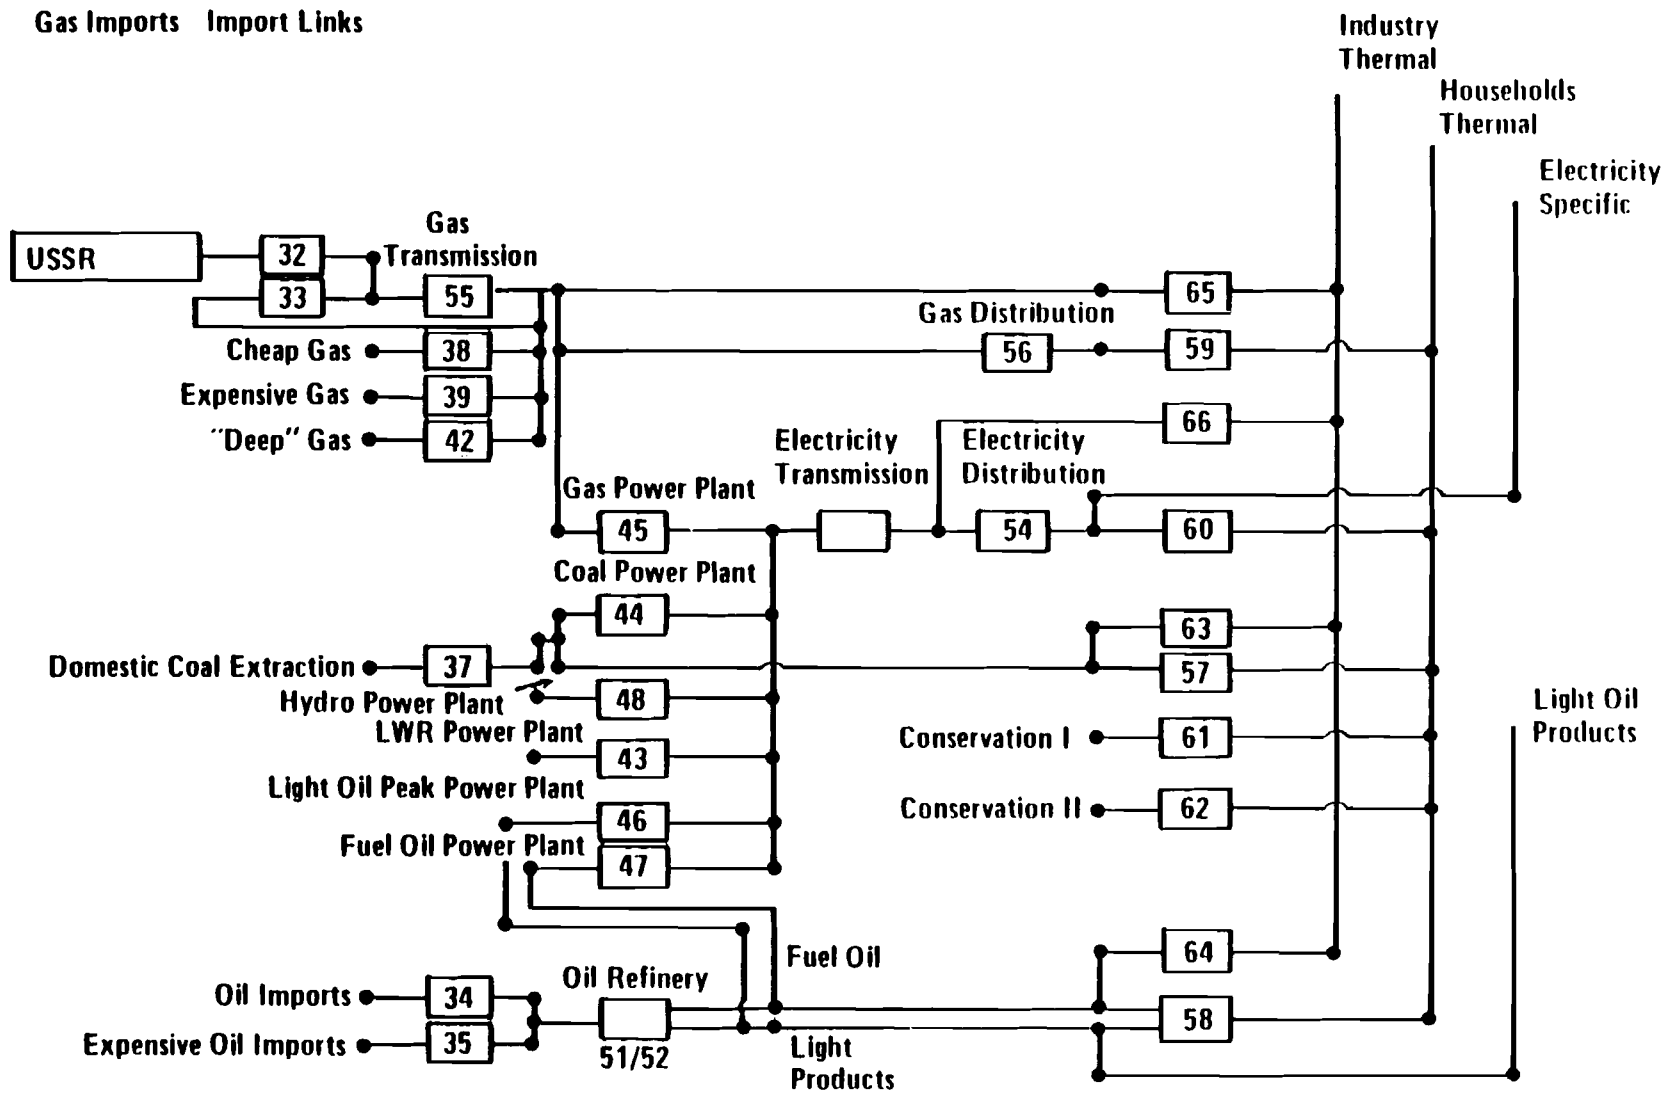 Gas Imports Import Links
Industry
Thermal
Households
Thermal
Electricity
Specific
Gas
Transmission
USSR
32
33
55
65
Gas Distribution
Cheap Gas
38
56
59
Expensive Gas
39
"Deep" Gas
42
66
Electricity
Transmission
Electricity
Distribution
Gas Power Plant
45
54
60
Coal Power Plant
44
63
Domestic Coal Extraction
37
57
Hydro Power Plant
48
LWR Power Plant
43
Conservation I
61
Light Oil
Products
Light Oil Peak Power Plant
46
Conservation II
62
Fuel Oil Power Plant
47
Fuel Oil
64
Oil Refinery
Oil Imports
34
58
Expensive Oil Imports
35
51/52
Light
Products